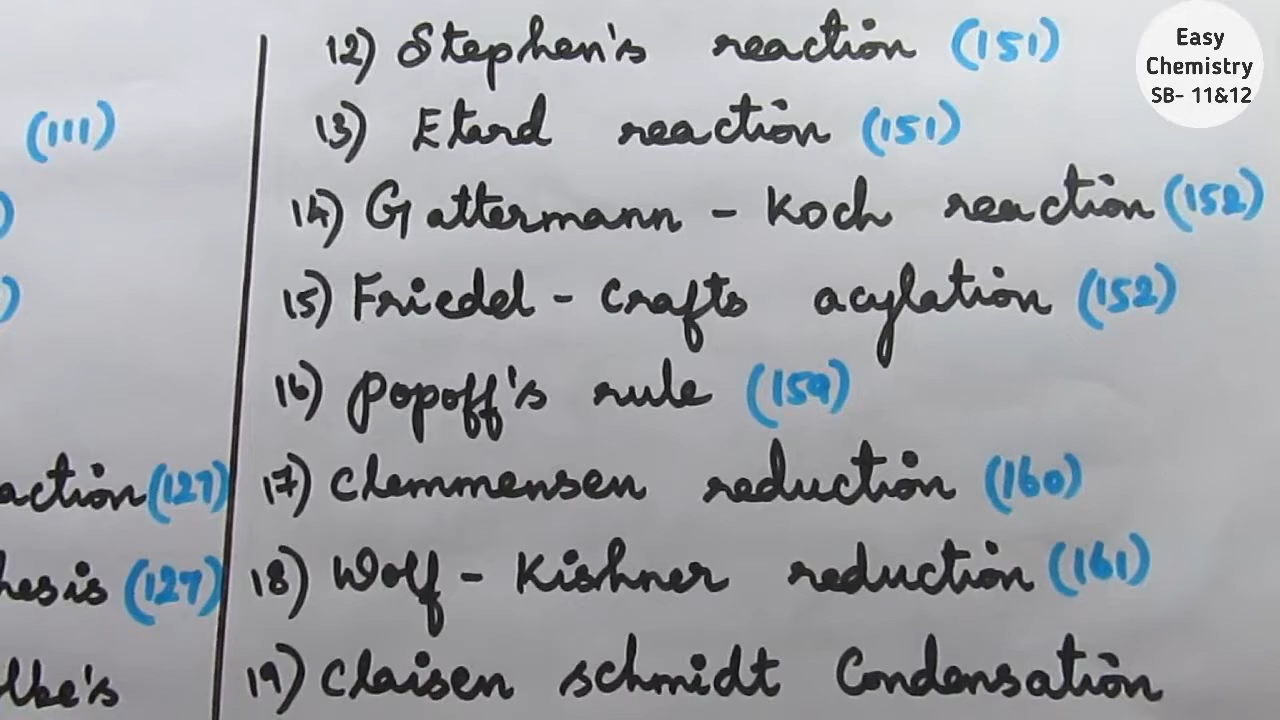 (111)
)
)
action (127)
hesis (127)
lbe's
12) Stephen's reaction (151)
13) Etard reaction (151)
14) Gattermann - Koch reaction (152)
15) Friedel - Crafts acylation (152)
16) Popoff's rule (159)
17) Clemmensen reduction (160)
18) Wolf - Kishner reduction (161)
19) Claisen schmidt Condensation
Easy
Chemistry
SB- 11&12